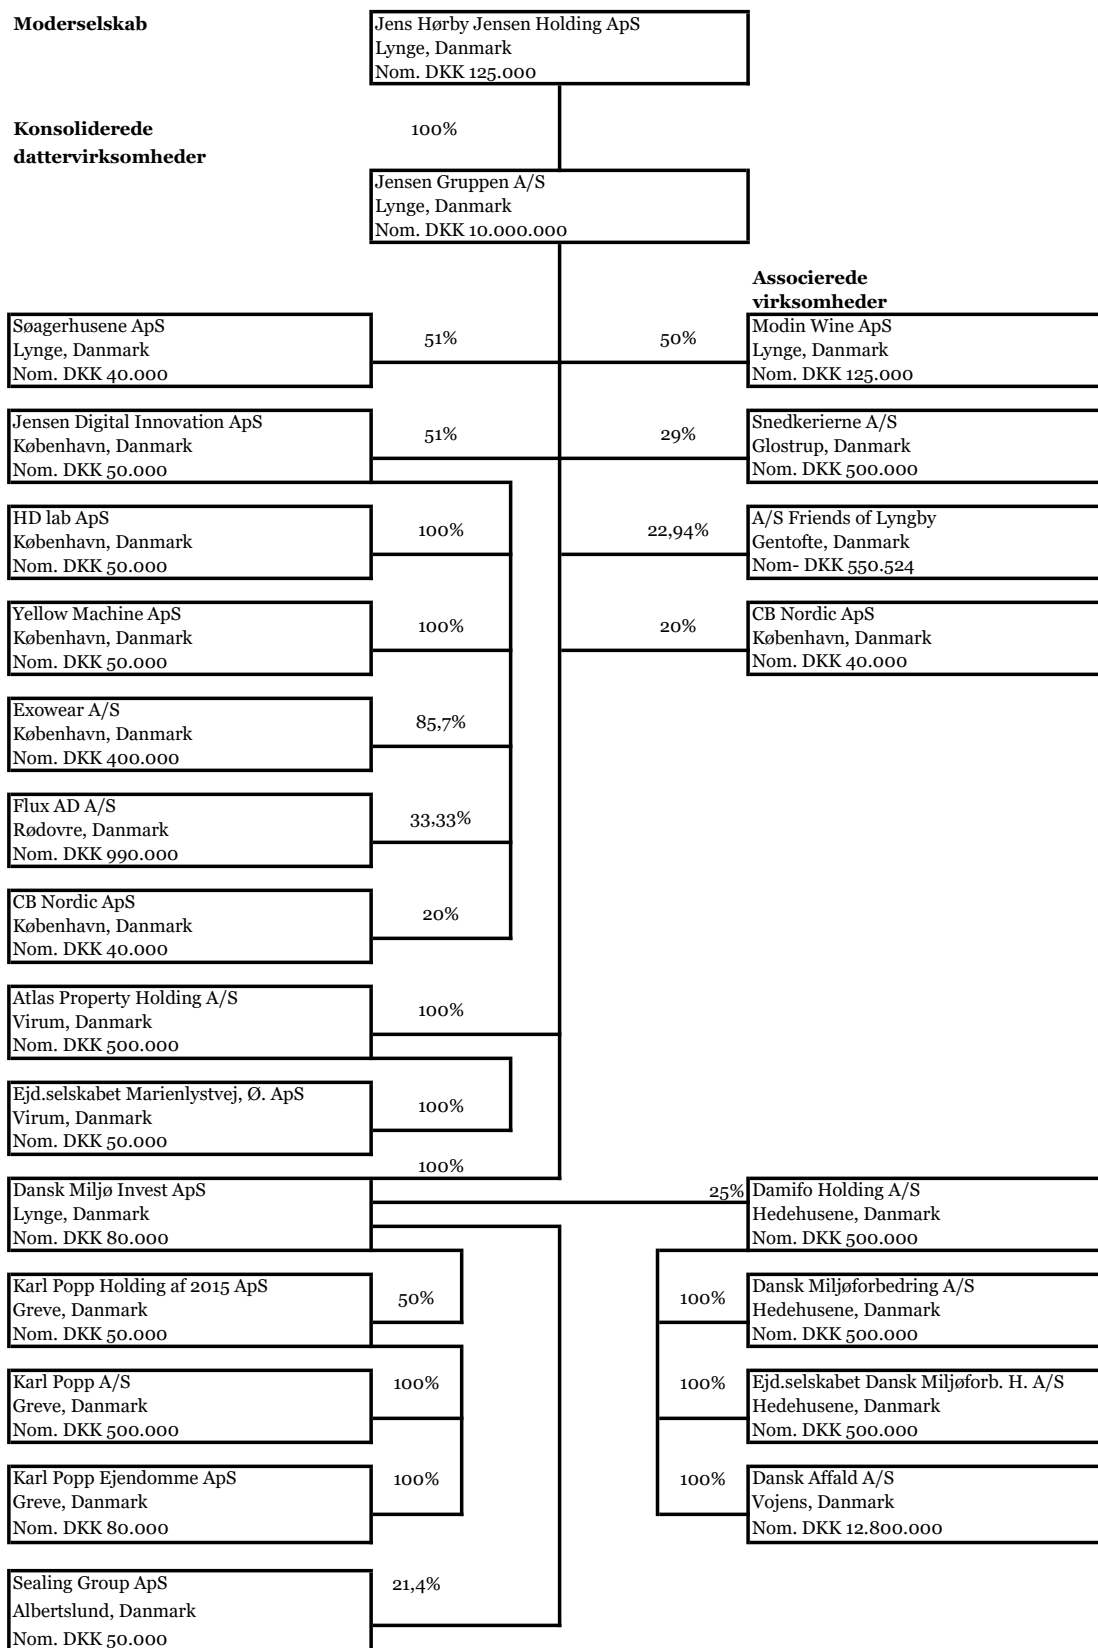 Moderselskab
Jens Hørby Jensen Holding ApS
Lynge, Danmark
Nom. DKK 125.000
Konsoliderede
dattervirksomheder
100%
Jensen Gruppen A/S
Lynge, Danmark
Nom. DKK 10.000.000
Associerede
virksomheder
Søagerhusene ApS
Lynge, Danmark
Nom. DKK 40.000
51%
50%
Modin Wine ApS
Lynge, Danmark
Nom. DKK 125.000
Jensen Digital Innovation ApS
København, Danmark
Nom. DKK 50.000
51%
29%
Snedkerierne A/S
Glostrup, Danmark
Nom. DKK 500.000
HD lab ApS
København, Danmark
Nom. DKK 50.000
100%
22,94%
A/S Friends of Lyngby
Gentofte, Danmark
Nom- DKK 550.524
Yellow Machine ApS
København, Danmark
Nom. DKK 50.000
100%
20%
CB Nordic ApS
København, Danmark
Nom. DKK 40.000
Exowear A/S
København, Danmark
Nom. DKK 400.000
85,7%
Flux AD A/S
Rødovre, Danmark
Nom. DKK 990.000
33,33%
CB Nordic ApS
København, Danmark
Nom. DKK 40.000
20%
Atlas Property Holding A/S
Virum, Danmark
Nom. DKK 500.000
100%
Ejd.selskabet Marienlystvej, Ø. ApS
Virum, Danmark
Nom. DKK 50.000
100%
100%
Dansk Miljø Invest ApS
Lynge, Danmark
Nom. DKK 80.000
25%
Damifo Holding A/S
Hedehusene, Danmark
Nom. DKK 500.000
Karl Popp Holding af 2015 ApS
Greve, Danmark
Nom. DKK 50.000
50%
100%
Dansk Miljøforbedring A/S
Hedehusene, Danmark
Nom. DKK 500.000
Karl Popp A/S
Greve, Danmark
Nom. DKK 500.000
100%
100%
Ejd.selskabet Dansk Miljøforb. H. A/S
Hedehusene, Danmark
Nom. DKK 500.000
Karl Popp Ejendomme ApS
Greve, Danmark
Nom. DKK 80.000
100%
100%
Dansk Affald A/S
Vojens, Danmark
Nom. DKK 12.800.000
Sealing Group ApS
Albertslund, Danmark
Nom. DKK 50.000
21,4%